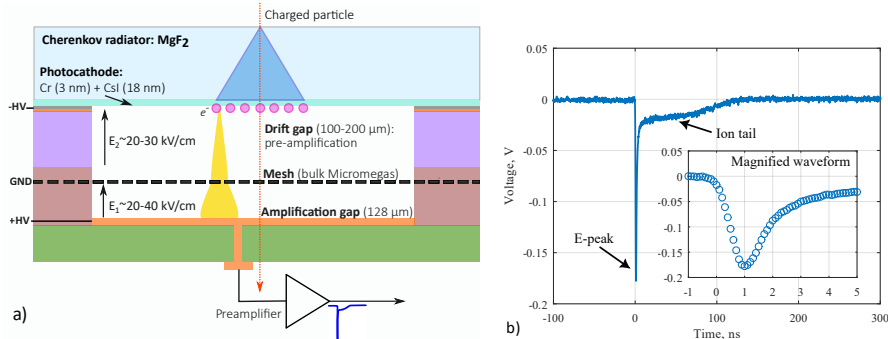 Charged particle
Cherenkov radiator: MgF₂
Photocathode:
Cr (3 nm) + CsI (18 nm)
-HV
e⁻
Drift gap (100-200 μm):
pre-amplification
E₂~20-30 kV/cm
GND
Mesh (bulk Micromegas)
E₁~20-40 kV/cm
+HV
Amplification gap (128 μm)
Preamplifier
a)
0.05
0
-0.05
-0.1
-0.15
-0.2
Voltage, V
Ion tail
E-peak
Magnified waveform
0
-0.05
-0.1
-0.15
-0.2
-1 0 1 2 3 4 5
-100 0 100 200 300
Time, ns
b)